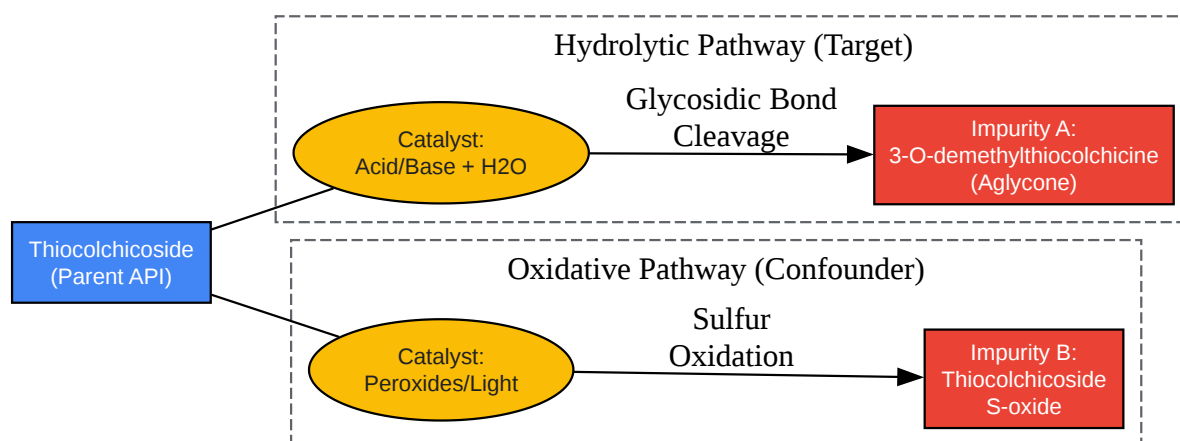 Hydrolytic Pathway (Target)
Glycosidic Bond
Cleavage
Catalyst:
Acid/Base + H2O
Impurity A:
3-O-demethylthiocolchicine
(Aglycone)
Thiocolchicoside
(Parent API)
Oxidative Pathway (Confounder)
Sulfur
Oxidation
Catalyst:
Peroxides/Light
Impurity B:
Thiocolchicoside
S-oxide